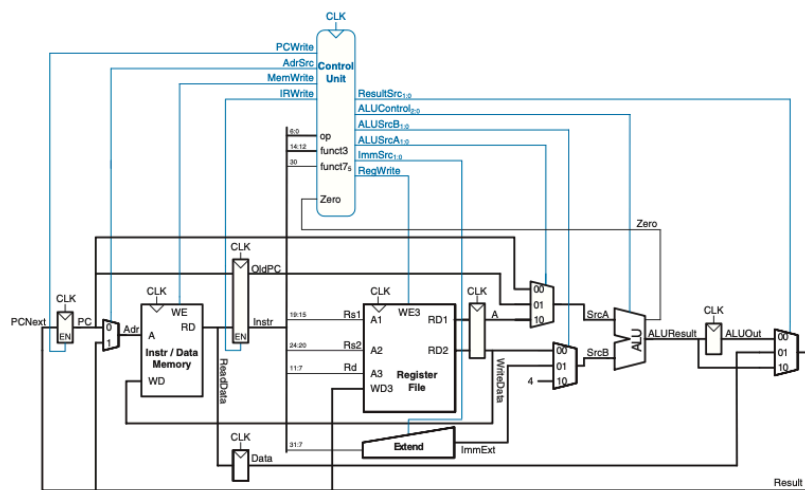 CLK
PCWrite
AdrSrc
MemWrite
IRWrite
Control
Unit
ResultSrc1:0
ALUControl2:0
ALUSrcB1:0
ALUSrcA1:0
ImmSrc1:0
RegWrite
6:0
op
14:12
funct3
30
funct75
Zero
Zero
CLK
OldPC
EN
Instr
CLK
PCNext
PC
EN
0
1
Adr
CLK
WE
A
RD
Instr / Data
Memory
WD
ReadData
CLK
Data
19:15
Rs1
24:20
Rs2
11:7
Rd
31:7
CLK
WE3
A1
RD1
A2
RD2
A3
WD3
Register
File
Extend
ImmExt
CLK
A
WriteData
00
01
10
SrcA
00
01
10
4
SrcB
ALU
ALUResult
CLK
ALUOut
00
01
10
Result